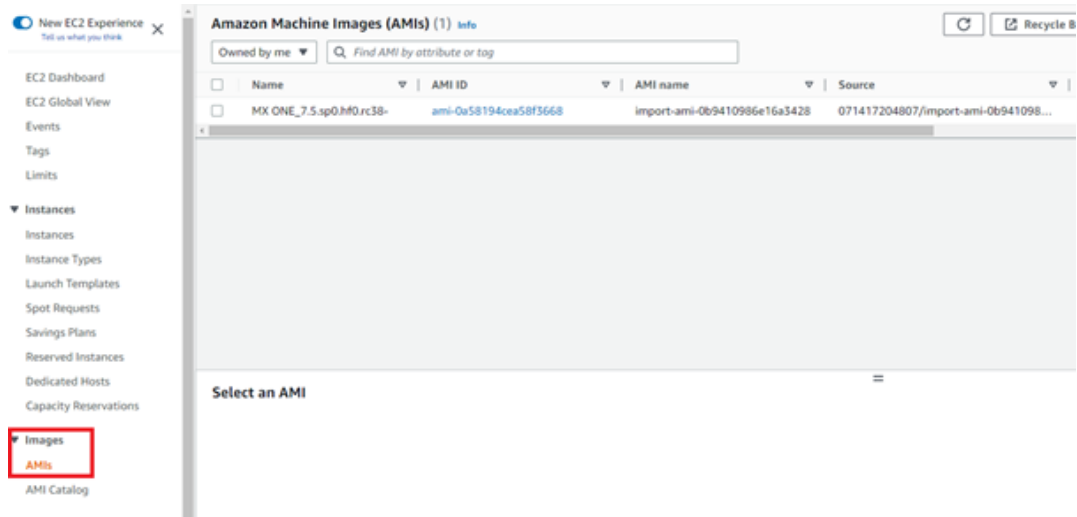 New EC2 Experience
Tell us what you think
EC2 Dashboard
EC2 Global View
Events
Tags
Limits
Instances
Instances
Instance Types
Launch Templates
Spot Requests
Savings Plans
Reserved Instances
Dedicated Hosts
Capacity Reservations
Images
AMIs
AMI Catalog
Amazon Machine Images (AMIs) (1) Info
Recycle B
Owned by me Find AMI by attribute or tag
Name AMI ID AMI name Source
MX ONE_7.5.sp0.hf0.rc38- ami-0a58194cea58f3668 import-ami-0b9410986e16a3428 071417204807/import-ami-0b941098...
Select an AMI